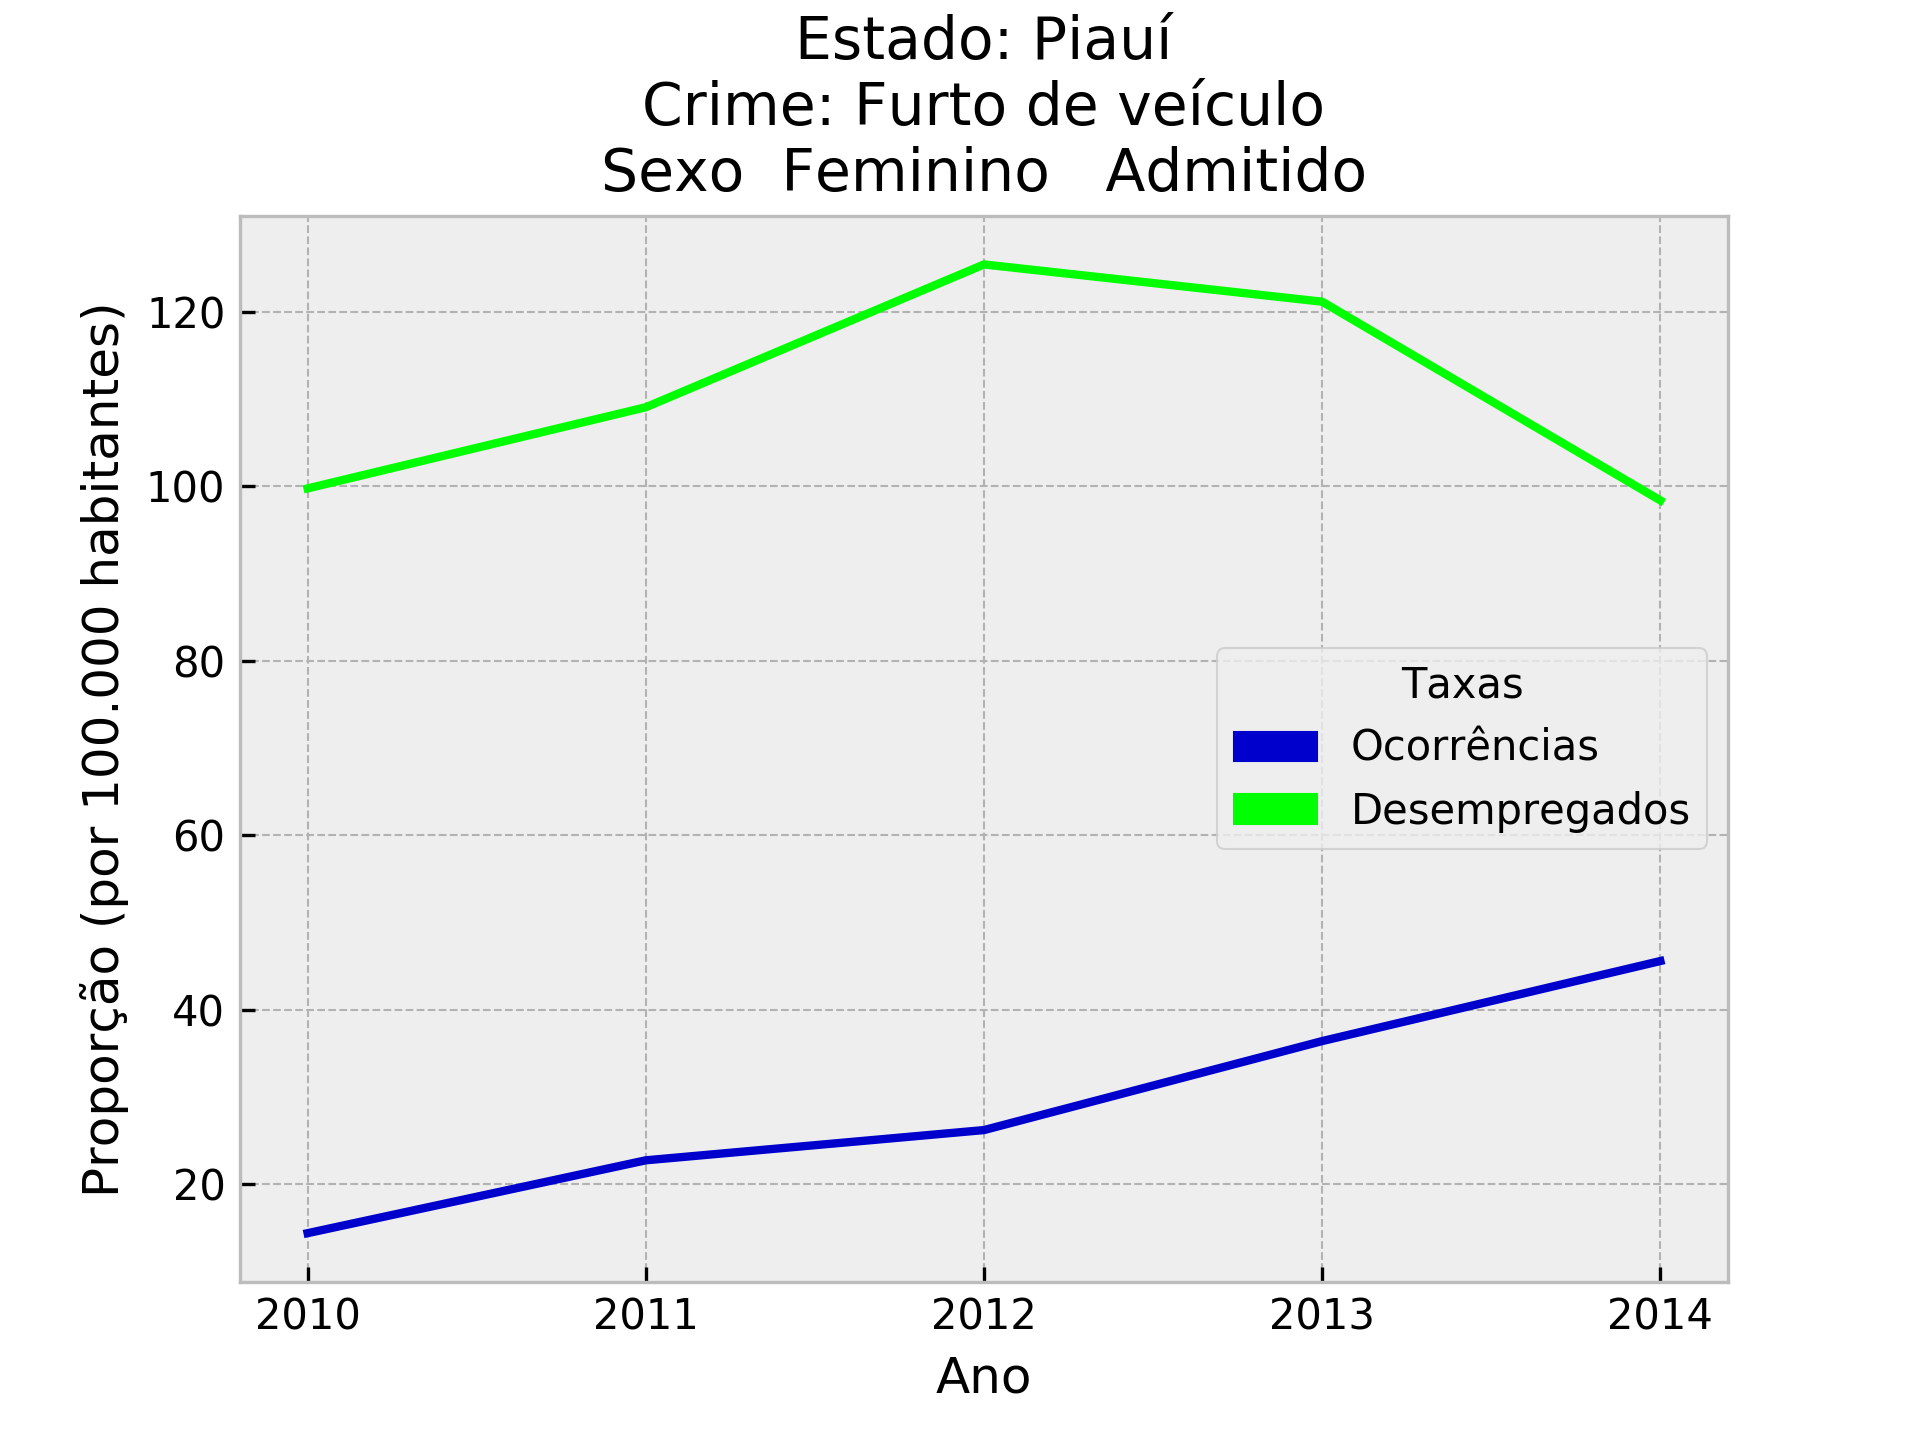 Estado: Piauí
Crime: Furto de veículo
Sexo  Feminino   Admitido
Proporção (por 100.000 habitantes)
120
100
80
60
40
20
Taxas
Ocorrências
Desempregados
2010 2011 2012 2013 2014
Ano